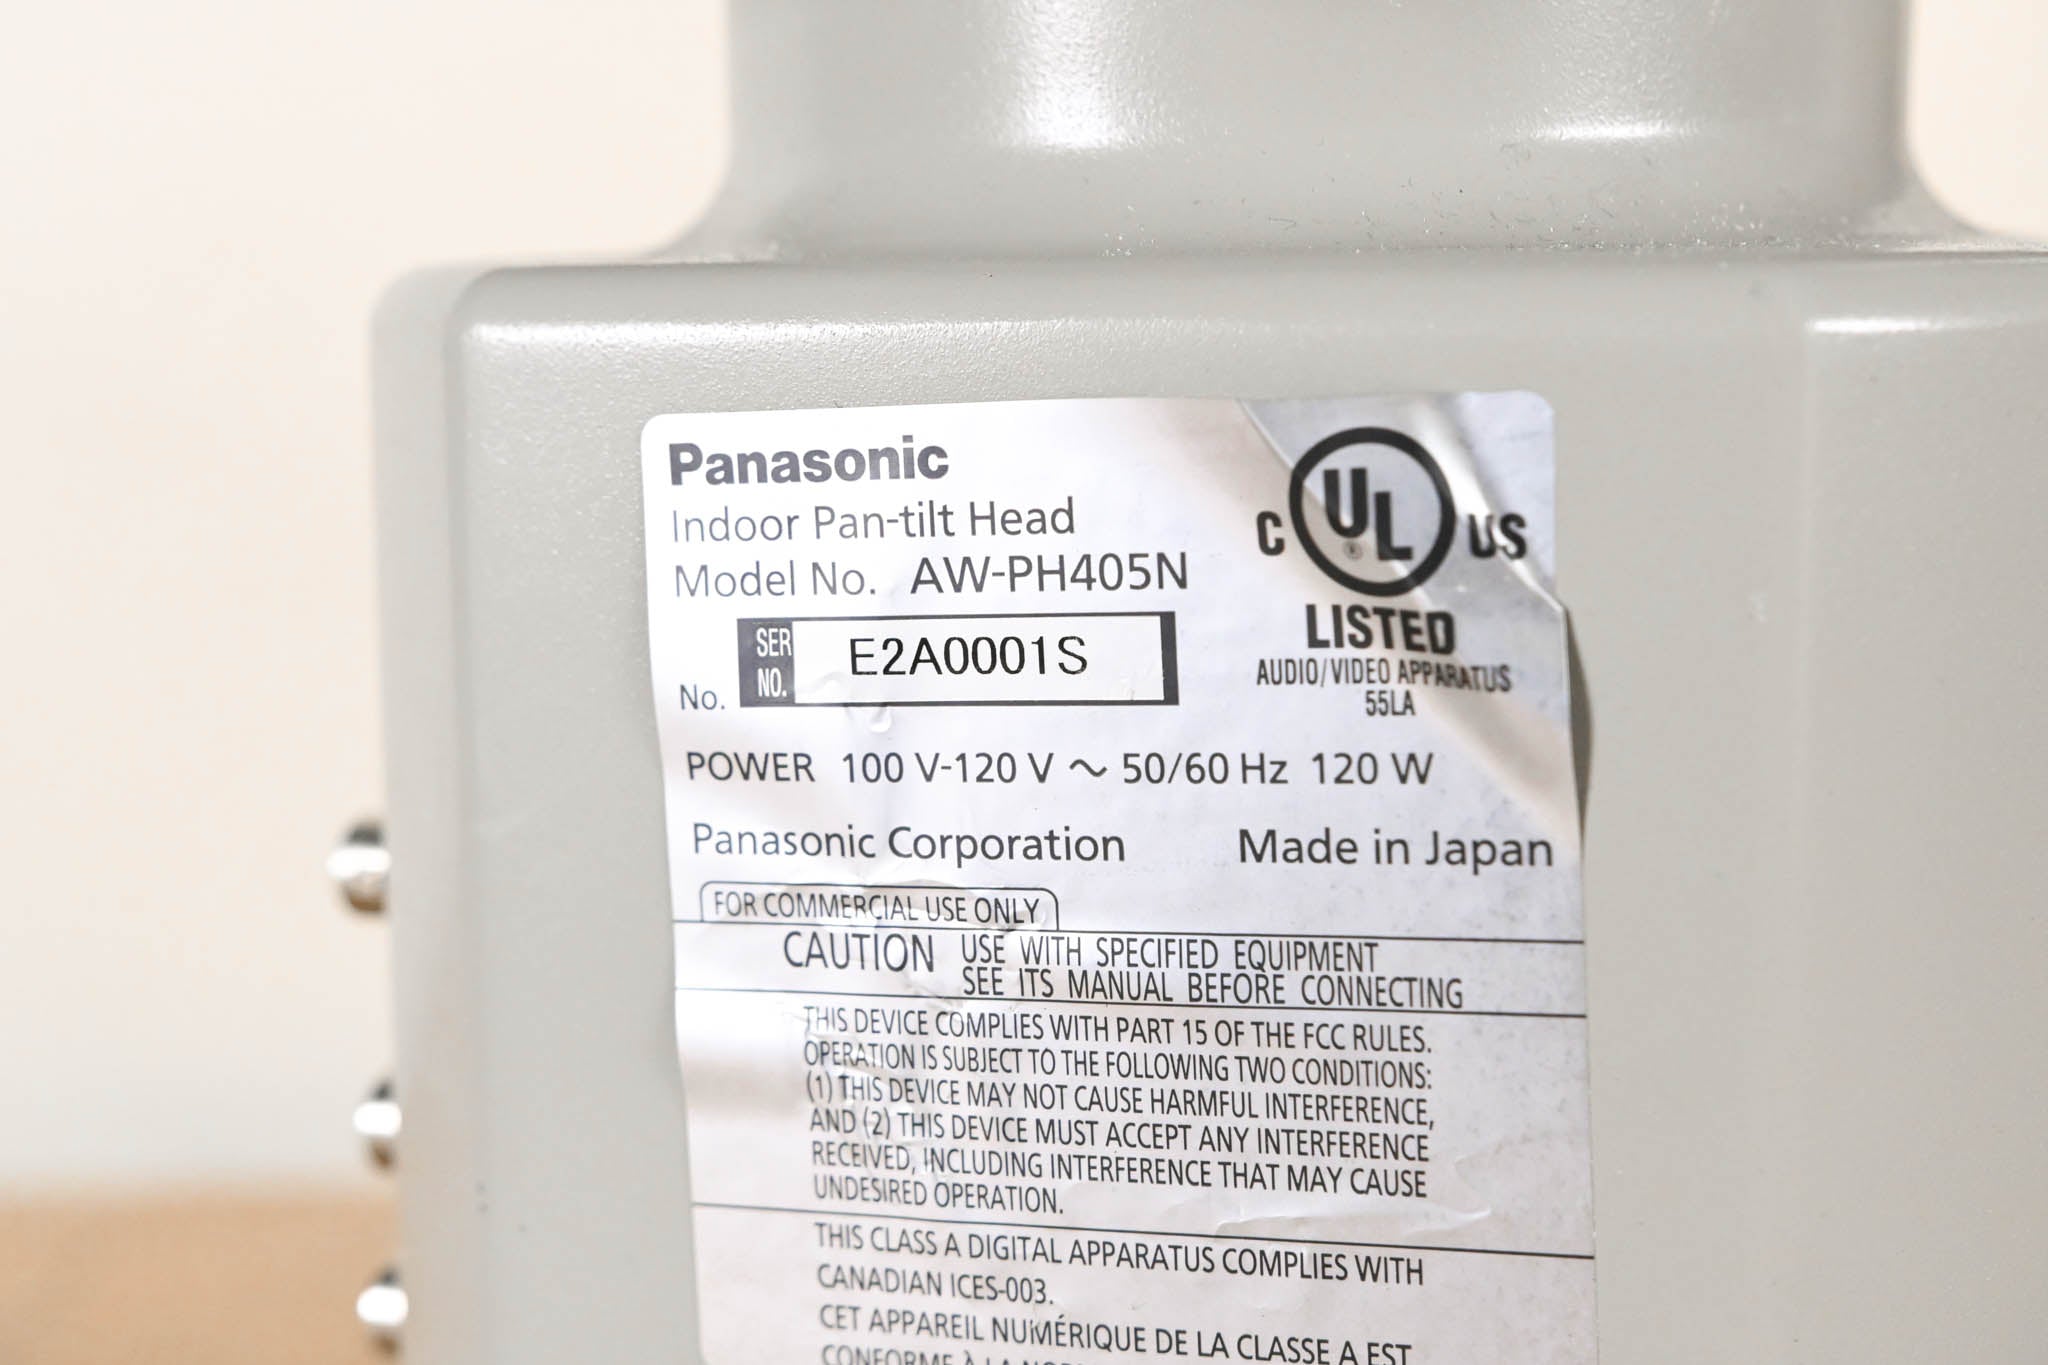 Panasonic
Indoor Pan-tilt Head
Model No. AW-PH405N
No. SER NO. E2A0001S
C UL ® US
LISTED
AUDIO/VIDEO APPARATUS
55LA
POWER 100 V-120 V ~ 50/60 Hz 120 W
Panasonic Corporation Made in Japan
FOR COMMERCIAL USE ONLY
CAUTION USE WITH SPECIFIED EQUIPMENT
SEE ITS MANUAL BEFORE CONNECTING
THIS DEVICE COMPLIES WITH PART 15 OF THE FCC RULES.
OPERATION IS SUBJECT TO THE FOLLOWING TWO CONDITIONS:
(1) THIS DEVICE MAY NOT CAUSE HARMFUL INTERFERENCE,
AND (2) THIS DEVICE MUST ACCEPT ANY INTERFERENCE
RECEIVED, INCLUDING INTERFERENCE THAT MAY CAUSE
UNDESIRED OPERATION.
THIS CLASS A DIGITAL APPARATUS COMPLIES WITH
CANADIAN ICES-003.
CET APPAREIL NUMÉRIQUE DE LA CLASSE A EST
CONFORME À LA